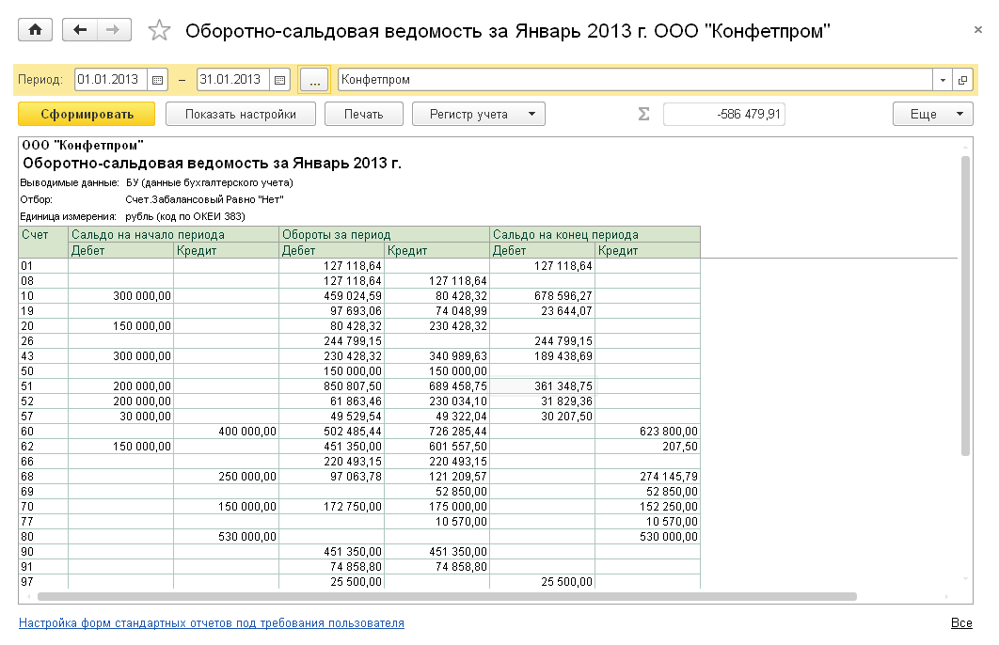 Оборотно-сальдовая ведомость за Январь 2013 г. ООО "Конфетпром"
Период: 01.01.2013 – 31.01.2013 ... Конфетпром
Сформировать Показать настройки Печать Регистр учета Σ -586 479,91 Еще
ООО "Конфетпром"
Оборотно-сальдовая ведомость за Январь 2013 г.
Выводимые данные: БУ (данные бухгалтерского учета)
Отбор: Счет.Забалансовый Равно "Нет"
Единица измерения: рубль (код по ОКЕИ 383)
Счет Сальдо на начало периода Обороты за период Сальдо на конец периода
Дебет Кредит Дебет Кредит Дебет Кредит
01 127 118,64 127 118,64
08 127 118,64 127 118,64
10 300 000,00 459 024,59 80 428,32 678 596,27
19 97 693,06 74 048,99 23 644,07
20 150 000,00 80 428,32 230 428,32
26 244 799,15 244 799,15
43 300 000,00 230 428,32 340 989,63 189 438,69
50 150 000,00 150 000,00
51 200 000,00 850 807,50 689 458,75 361 348,75
52 200 000,00 61 863,46 230 034,10 31 829,36
57 30 000,00 49 529,54 49 322,04 30 207,50
60 400 000,00 502 485,44 726 285,44 623 800,00
62 150 000,00 451 350,00 601 557,50 207,50
66 220 493,15 220 493,15
68 250 000,00 97 063,78 121 209,57 274 145,79
69 52 850,00 52 850,00
70 150 000,00 172 750,00 175 000,00 152 250,00
77 10 570,00 10 570,00
80 530 000,00 530 000,00
90 451 350,00 451 350,00
91 74 858,80 74 858,80
97 25 500,00 25 500,00
Настройка форм стандартных отчетов под требования пользователя Все